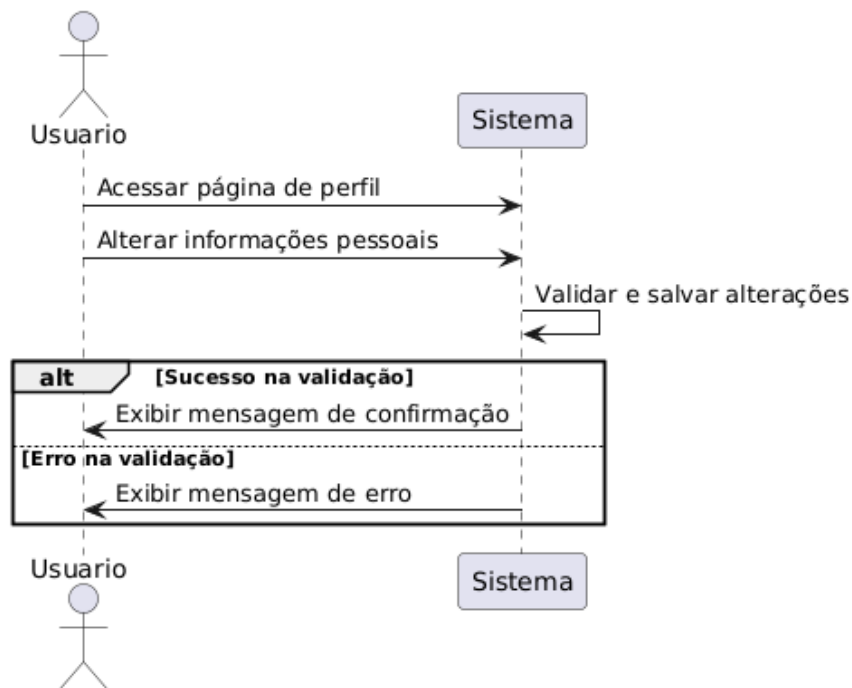 Usuario
Sistema
Acessar página de perfil
Alterar informações pessoais
Validar e salvar alterações
alt
[Sucesso na validação]
Exibir mensagem de confirmação
[Erro na validação]
Exibir mensagem de erro
Usuario
Sistema